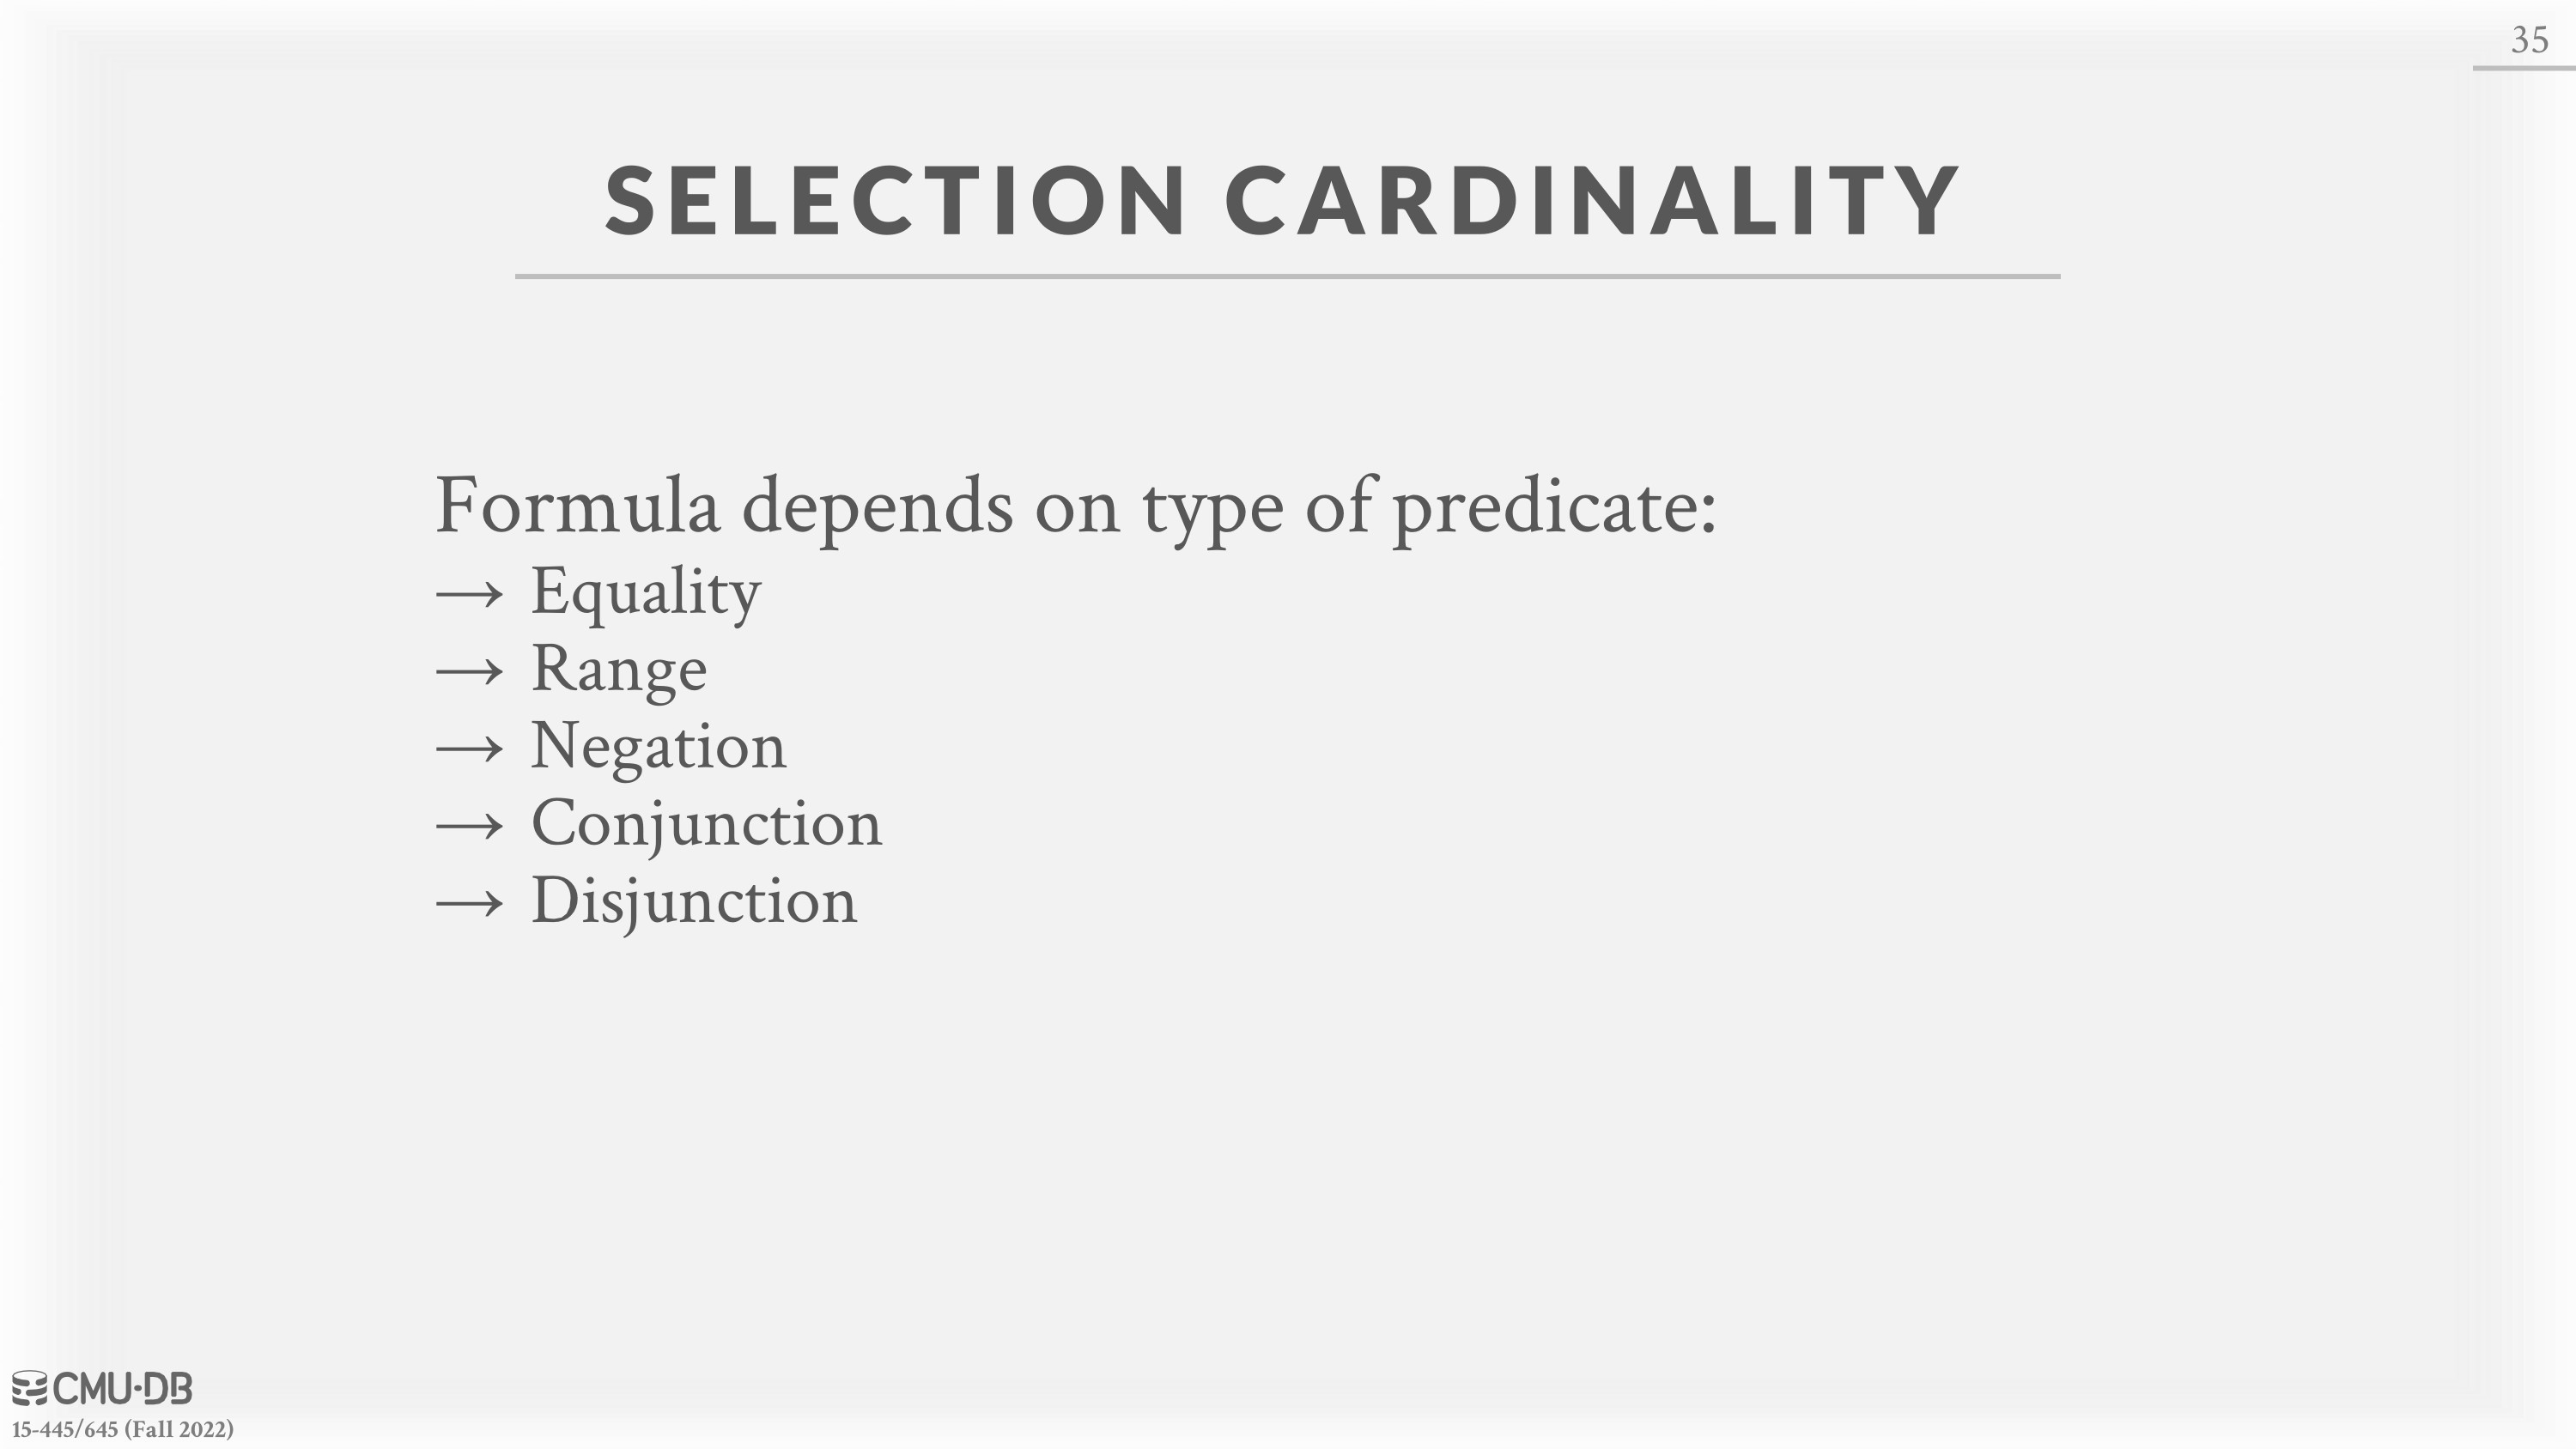 35
SELECTION CARDINALITY
Formula depends on type of predicate:
→ Equality
→ Range
→ Negation
→ Conjunction
→ Disjunction
CMU·DB
15-445/645 (Fall 2022)